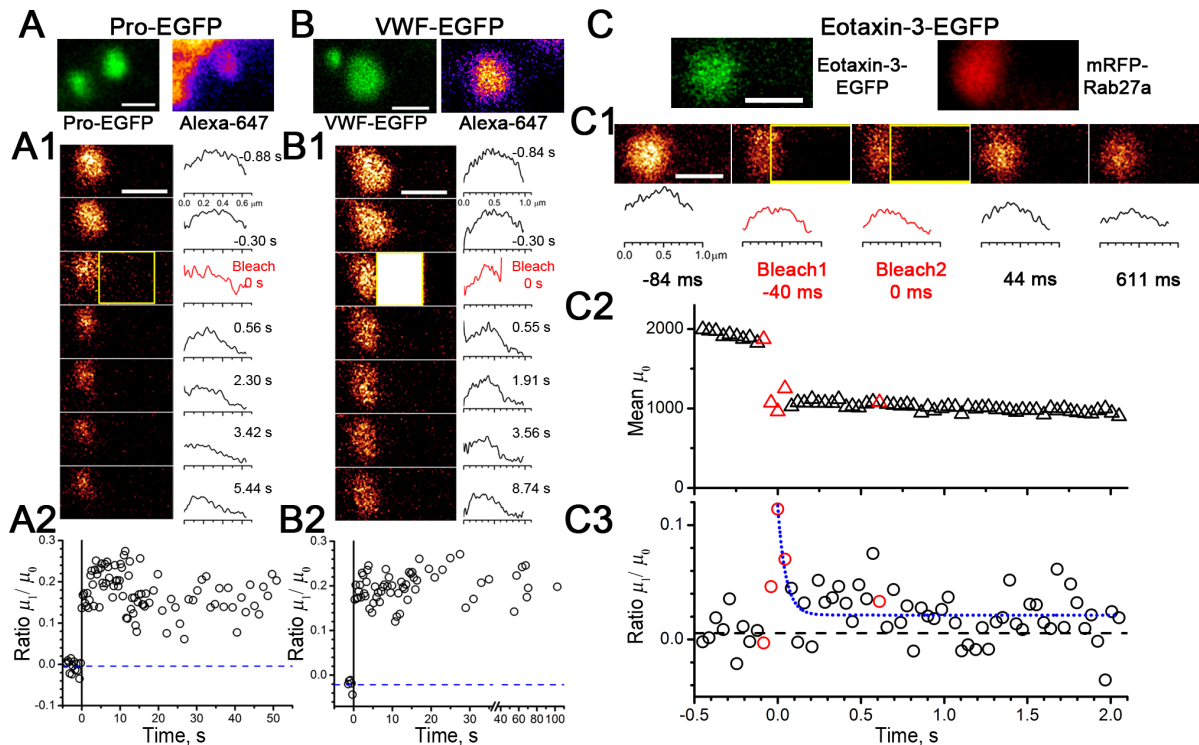 A
Pro-EGFP
Pro-EGFP
Alexa-647
A1
-0.88 s
0.0 0.2 0.4 0.6 μm
-0.30 s
Bleach
0 s
0.56 s
2.30 s
3.42 s
5.44 s
A2
Ratio μ1/ μ0
0.3
0.2
0.1
0.0
-0.1
0 10 20 30 40 50
Time, s
B
VWF-EGFP
VWF-EGFP
Alexa-647
B1
-0.84 s
0.0 0.5 1.0 μm
-0.30 s
Bleach
0 s
0.55 s
1.91 s
3.56 s
8.74 s
B2
Ratio μ1/ μ0
0.3
0.2
0.1
0.0
0 10 20 30 40 60 80 100
Time, s
C
Eotaxin-3-EGFP
Eotaxin-3-
EGFP
mRFP-
Rab27a
C1
0.0 0.5 1.0 μm
-84 ms
Bleach1
-40 ms
Bleach2
0 ms
44 ms
611 ms
C2
Mean μ0
2000
1000
0
C3
Ratio μ1/ μ0
0.1
0.0
-0.5 0.0 0.5 1.0 1.5 2.0
Time, s